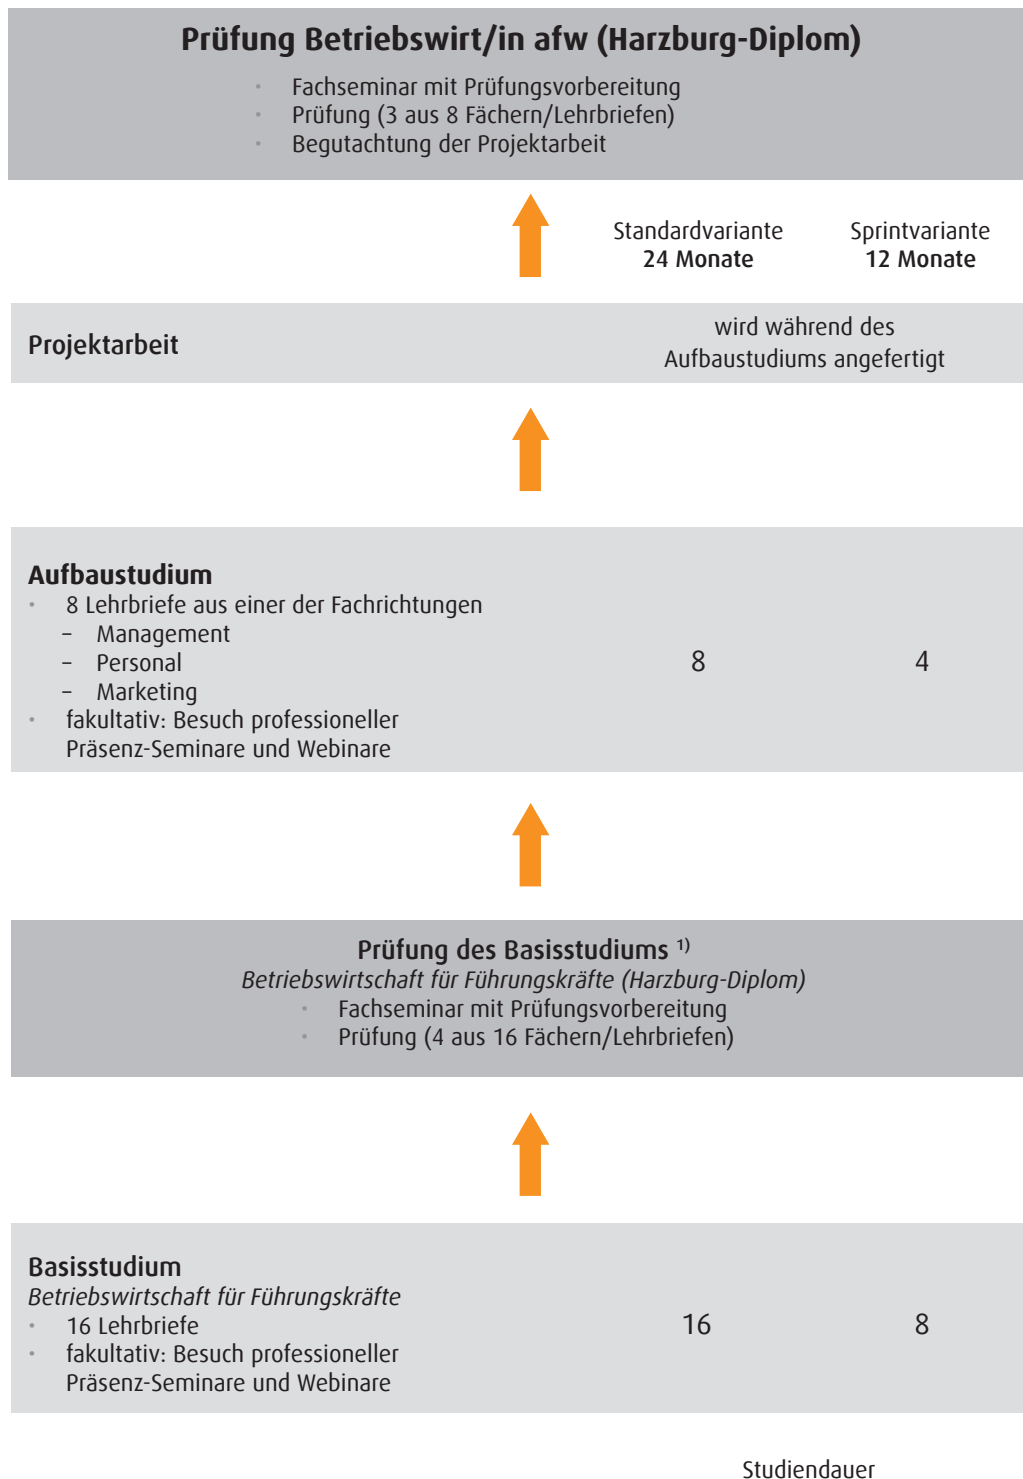 Prüfung Betriebswirt/in afw (Harzburg-Diplom)
• Fachseminar mit Prüfungsvorbereitung
• Prüfung (3 aus 8 Fächern/Lehrbriefen)
• Begutachtung der Projektarbeit
Standardvariante Sprintvariante
24 Monate 12 Monate
Projektarbeit
wird während des
Aufbaustudiums angefertigt
Aufbaustudium
• 8 Lehrbriefe aus einer der Fachrichtungen
– Management
– Personal
– Marketing
• fakultativ: Besuch professioneller
Präsenz-Seminare und Webinare
8 4
Prüfung des Basisstudiums 1)
Betriebswirtschaft für Führungskräfte (Harzburg-Diplom)
• Fachseminar mit Prüfungsvorbereitung
• Prüfung (4 aus 16 Fächern/Lehrbriefen)
Basisstudium
Betriebswirtschaft für Führungskräfte
• 16 Lehrbriefe
• fakultativ: Besuch professioneller
Präsenz-Seminare und Webinare
16 8
Studiendauer